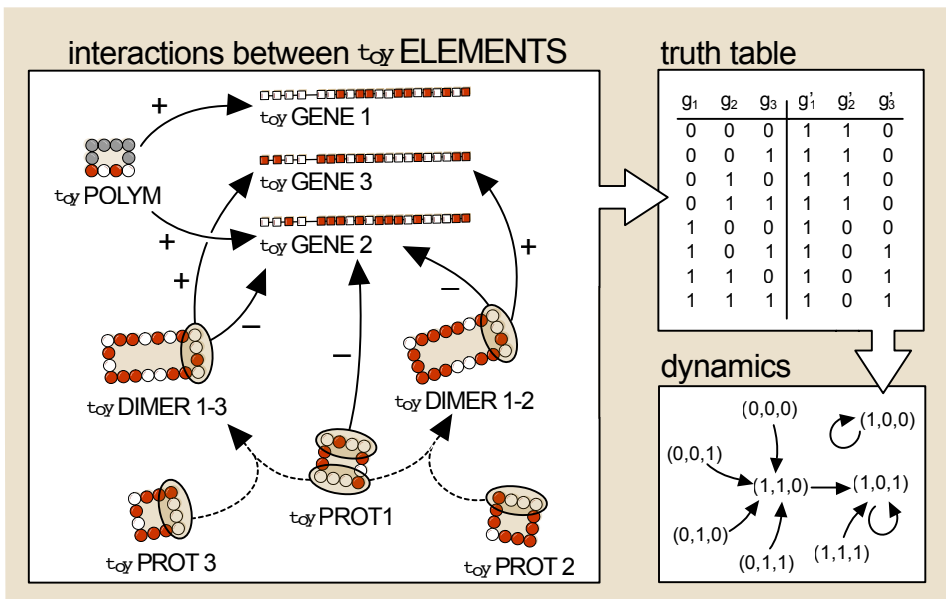 interactions between toy ELEMENTS
+
toy GENE 1
toy POLYM
toy GENE 3
+
toy GENE 2
+
+
−
−
−
toy DIMER 1-3
toy DIMER 1-2
toy PROT1
toy PROT 3
toy PROT 2
truth table
g1 g2 g3 g'1 g'2 g'3
0 0 0 1 1 0
0 0 1 1 1 0
0 1 0 1 1 0
0 1 1 1 1 0
1 0 0 1 0 0
1 0 1 1 0 1
1 1 0 1 0 1
1 1 1 1 0 1
dynamics
(0,0,0)
(1,0,0)
(0,0,1)
(1,1,0)
(1,0,1)
(0,1,0)
(0,1,1)
(1,1,1)